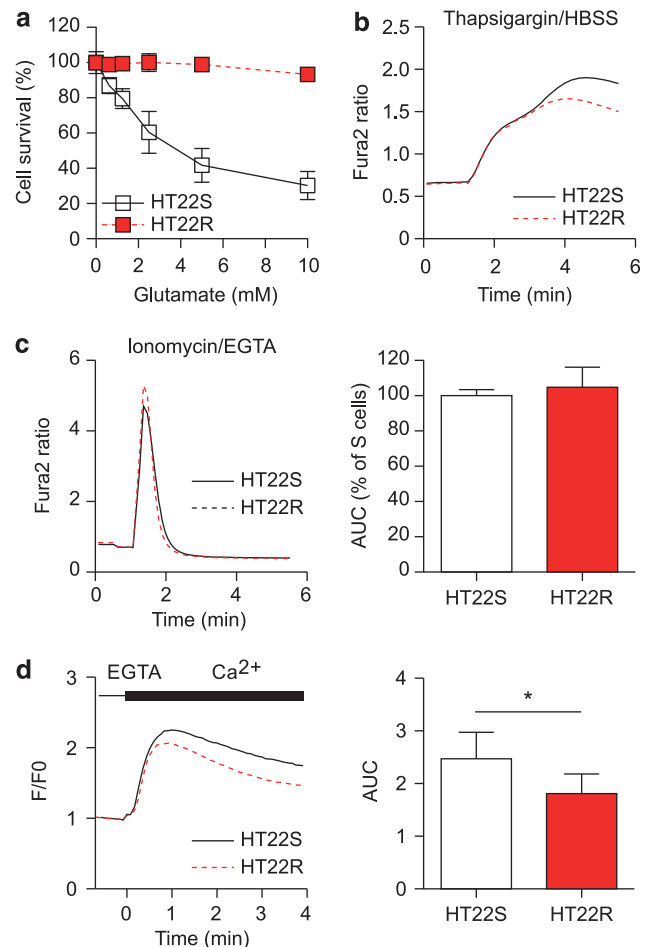 a
120
100
80
60
40
20
0
Cell survival (%)
HT22S
HT22R
0 2 4 6 8 10
Glutamate (mM)
b
Thapsigargin/HBSS
2.5
2.0
1.5
1.0
0.5
0
Fura2 ratio
HT22S
HT22R
0 2 4 6
Time (min)
c
Ionomycin/EGTA
6
4
2
0
Fura2 ratio
HT22S
HT22R
0 2 4 6
Time (min)
120
100
80
60
40
20
0
AUC (% of S cells)
HT22S HT22R
d
EGTA Ca2+
3
2
1
0
F/F0
HT22S
HT22R
0 1 2 3 4
Time (min)
4
3
2
1
0
AUC
*
HT22S HT22R